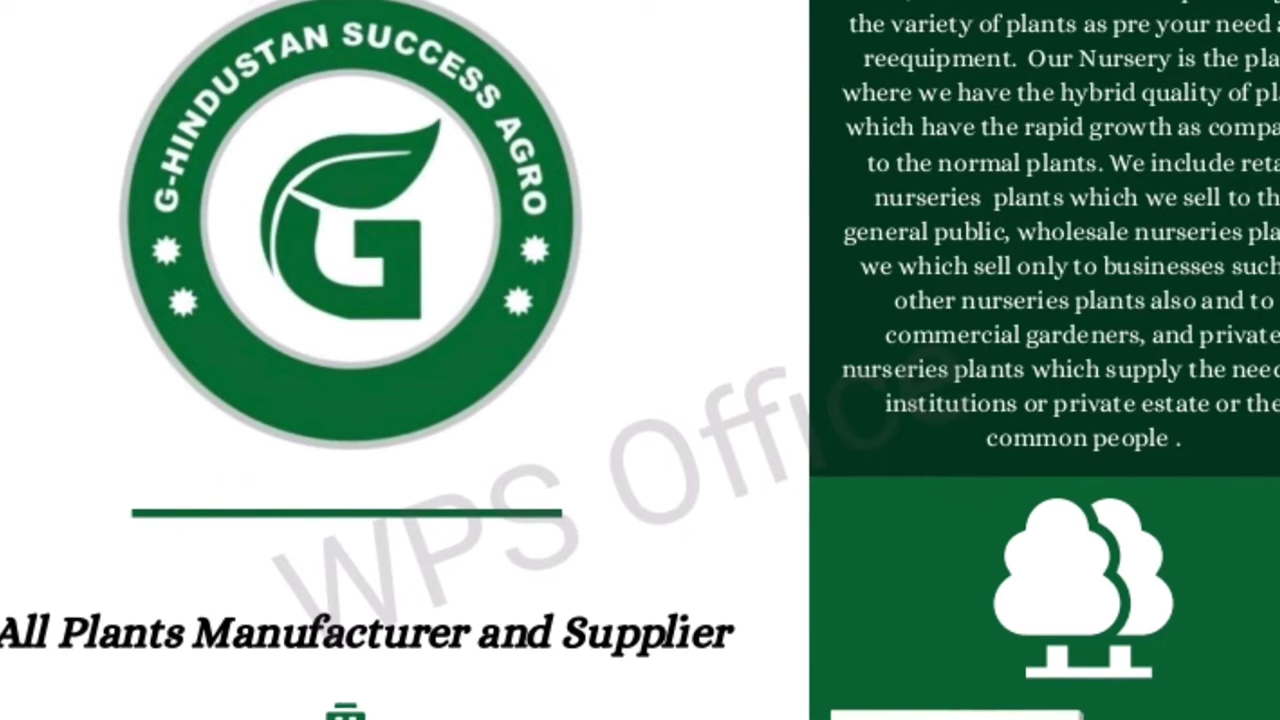 G-HINDUSTAN SUCCESS AGRO
G
WPS Office
All Plants Manufacturer and Supplier
the variety of plants as pre your need
reequipment. Our Nursery is the
where we have the hybrid quality of
which have the rapid growth as
to the normal plants. We include
nurseries plants which we sell to
general public, wholesale nurseries
we which sell only to businesses such
other nurseries plants also and to
commercial gardeners, and private
nurseries plants which supply the
institutions or private estate or
common people .